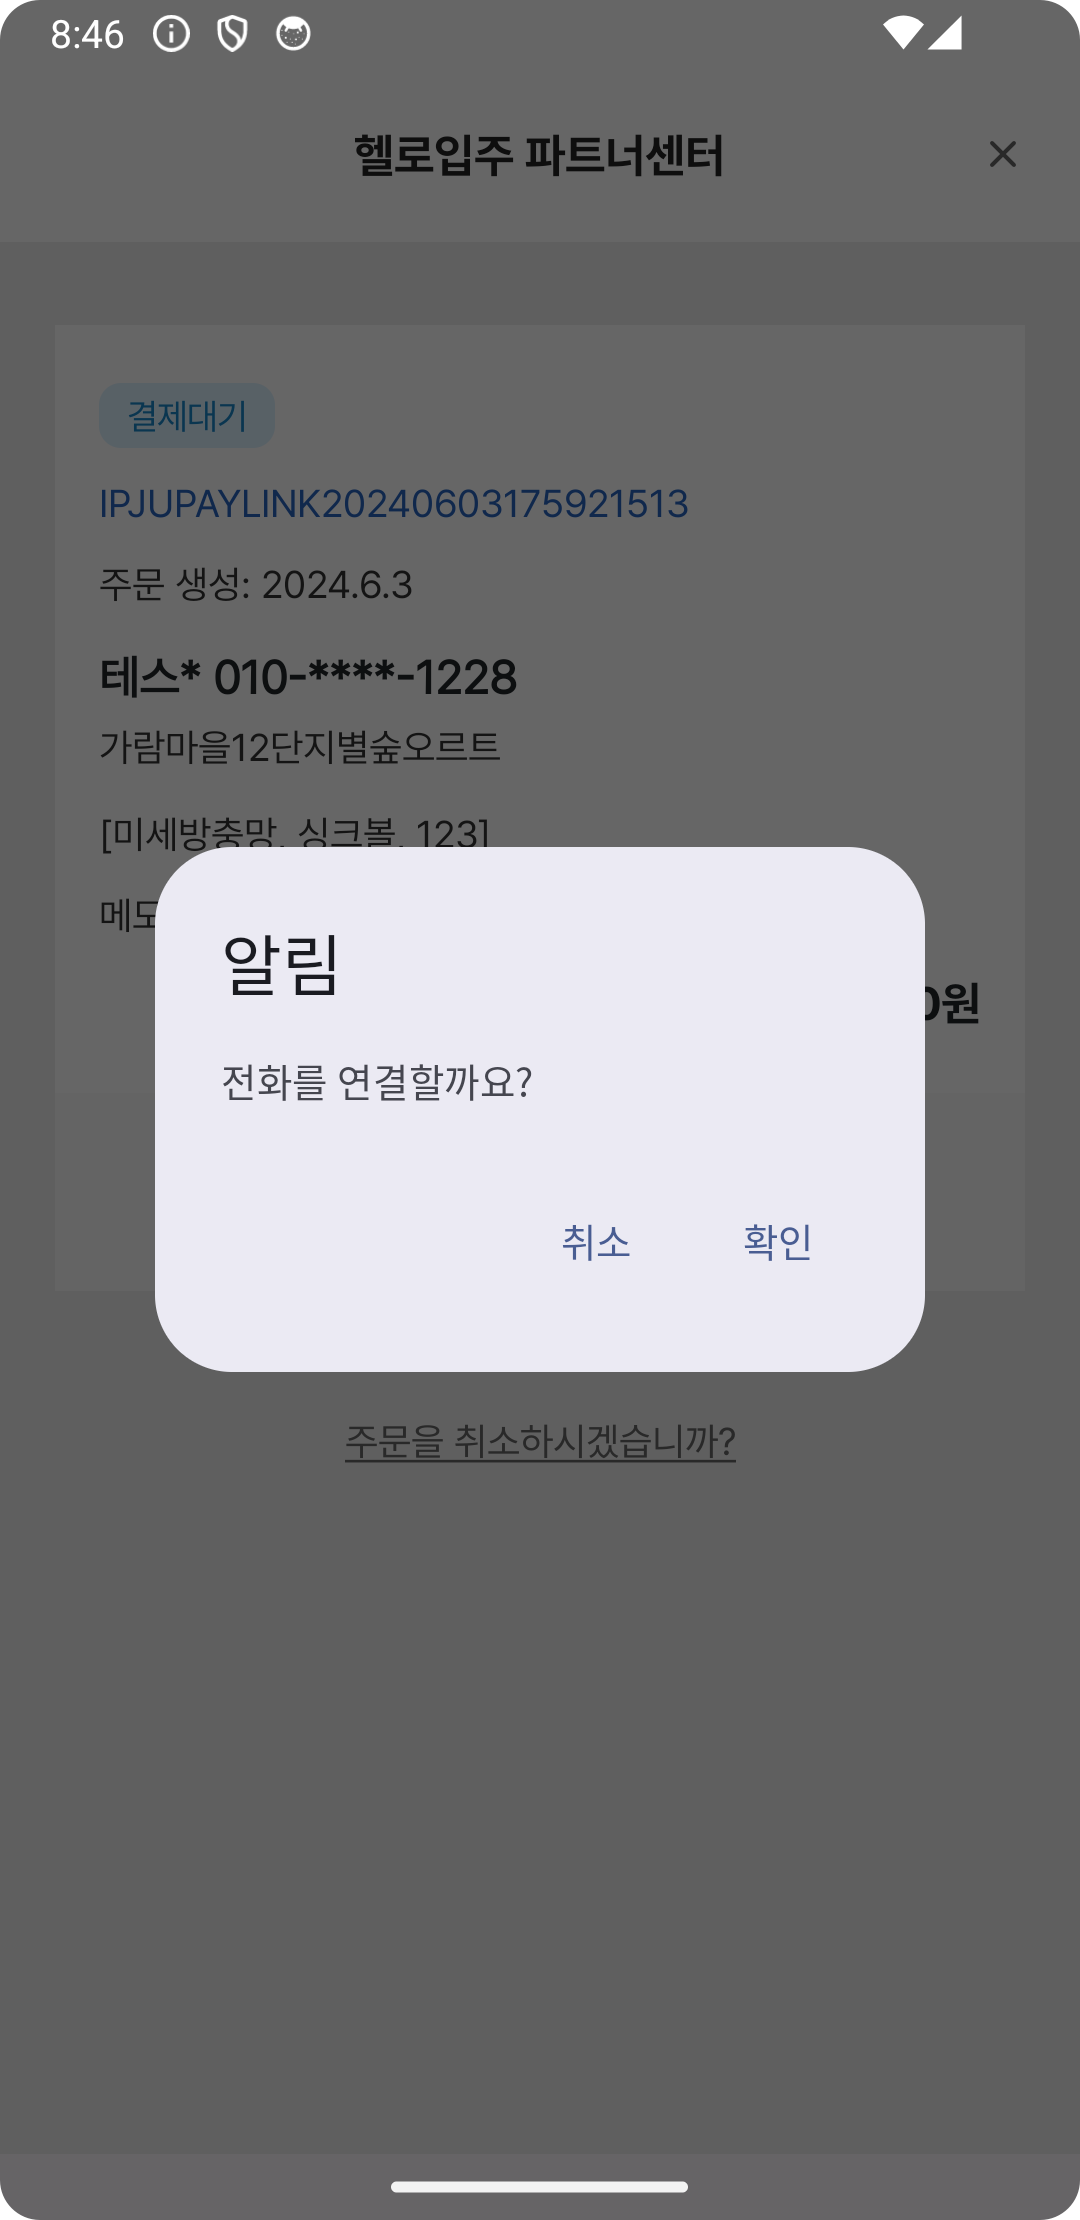 8:46
헬로입주 파트너센터
결제대기
IPJUPAYLINK20240603175921513
주문 생성: 2024.6.3
테스* 010-****-1228
가람마을12단지별숲오르트
[미세방충망, 싱크볼, 123]
0원
알림
전화를 연결할까요?
취소 확인
주문을 취소하시겠습니까?